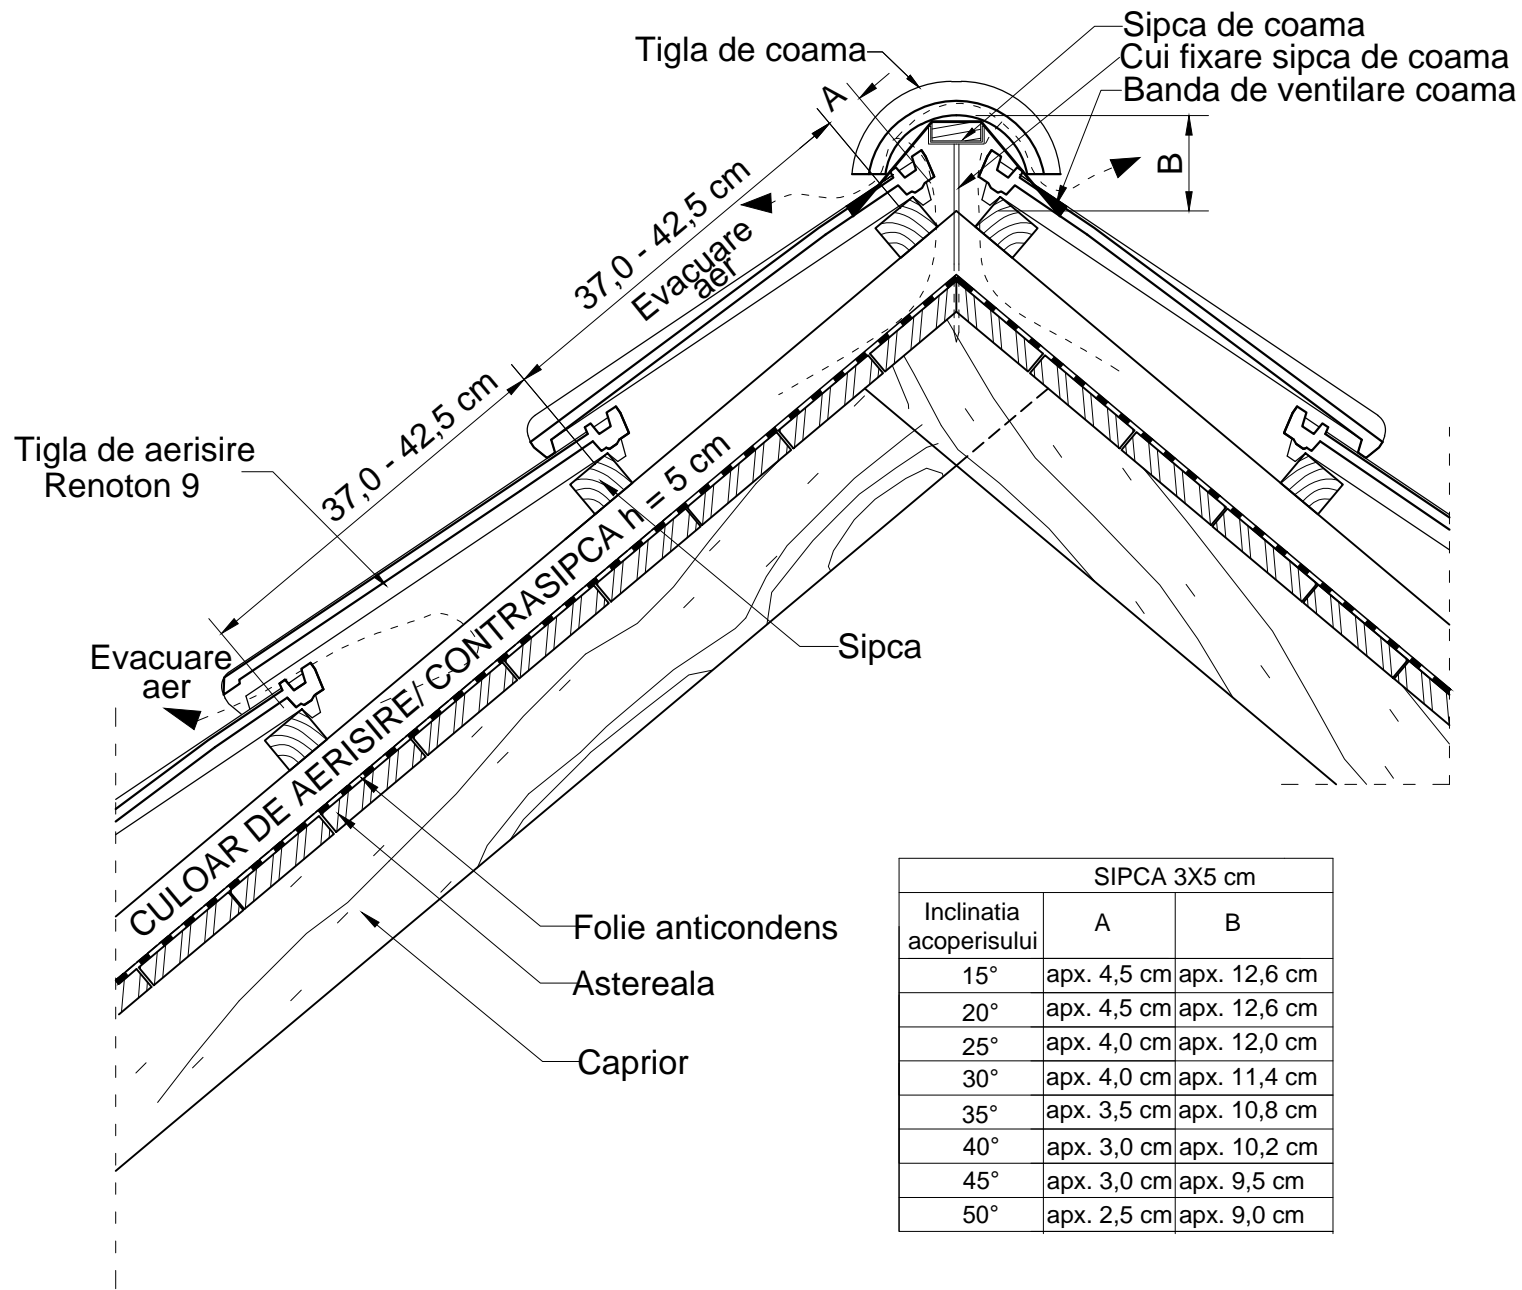 Sipca de coama
Tigla de coama
Cui fixare sipca de coama
Banda de ventilare coama
A
B
37,0 - 42,5 cm
Evacuare
aer
37,0 - 42,5 cm
Tigla de aerisire
Renoton 9
Evacuare
aer
CULOAR DE AERISIRE/ CONTRASIPCA h = 5 cm
Sipca
Folie anticondens
Astereala
Caprior
SIPCA 3X5 cm
Inclinatia
acoperisului
A
B
15° apx. 4,5 cm apx. 12,6 cm
20° apx. 4,5 cm apx. 12,6 cm
25° apx. 4,0 cm apx. 12,0 cm
30° apx. 4,0 cm apx. 11,4 cm
35° apx. 3,5 cm apx. 10,8 cm
40° apx. 3,0 cm apx. 10,2 cm
45° apx. 3,0 cm apx. 9,5 cm
50° apx. 2,5 cm apx. 9,0 cm